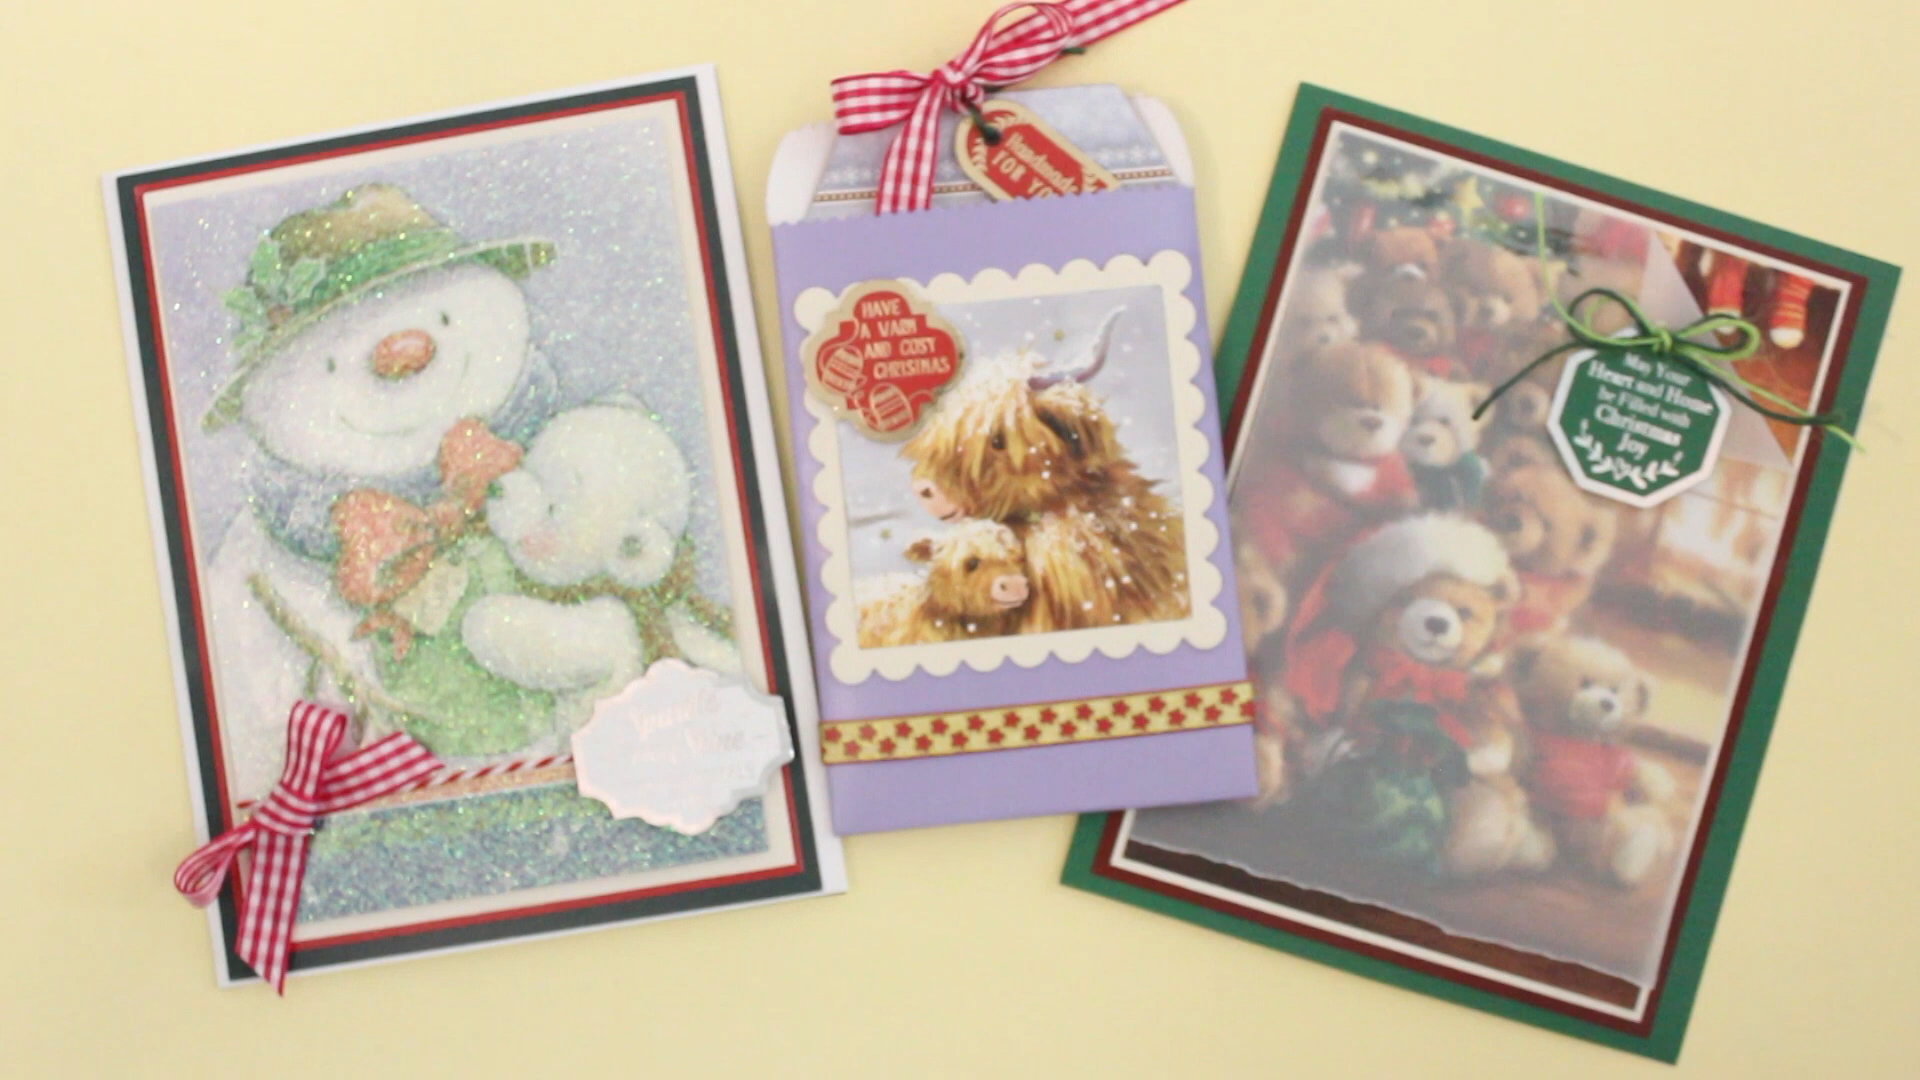 Handmade
FOR YOU
HAVE
A WARM
AND COSY
CHRISTMAS
May Your
Heart and Home
be Filled with
Christmas
Joy